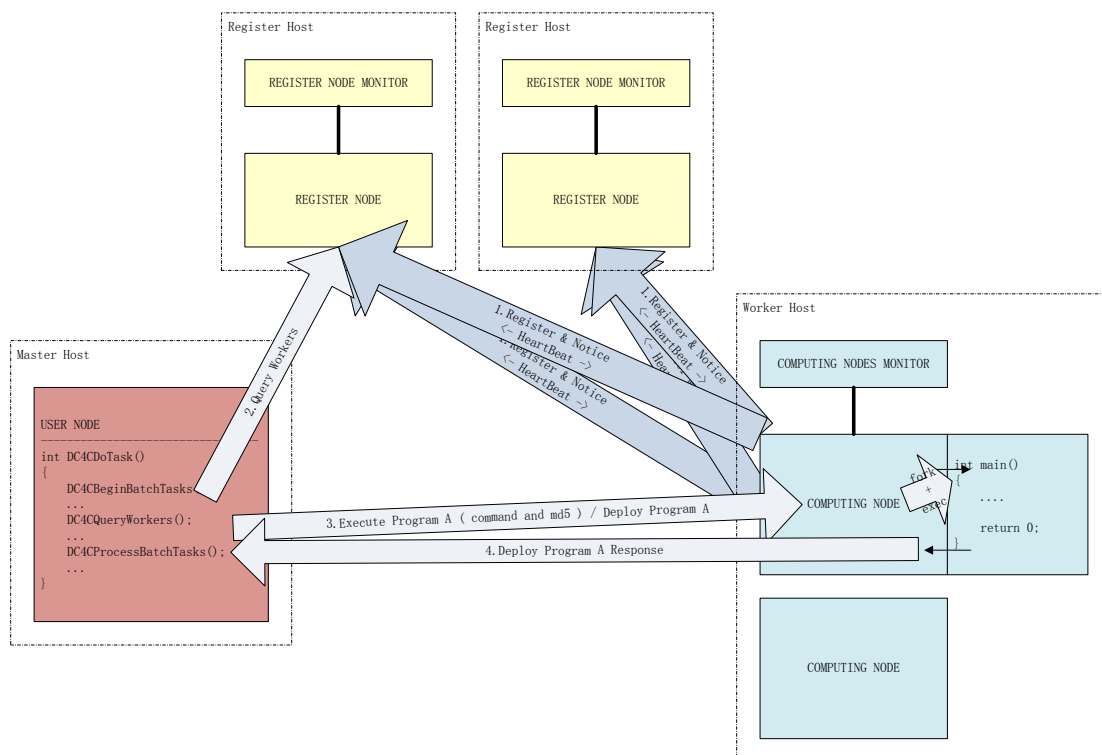 Register Host
REGISTER NODE MONITOR
REGISTER NODE
Register Host
REGISTER NODE MONITOR
REGISTER NODE
1.Register & Notice
<- HeartBeat ->
1.Register & Notice
<- HeartBeat ->
1.Register & Notice
<- HeartBeat ->
2.Query Workers
Master Host
USER NODE
int DC4CDoTask()
{
DC4CBeginBatchTasks
...
DC4CQueryWorkers();
...
DC4CProcessBatchTasks();
...
}
3.Execute Program A ( command and md5 ) / Deploy Program A
4.Deploy Program A Response
Worker Host
COMPUTING NODES MONITOR
COMPUTING NODE
fork
+
exec
int main()
{
....
return 0;
}
COMPUTING NODE